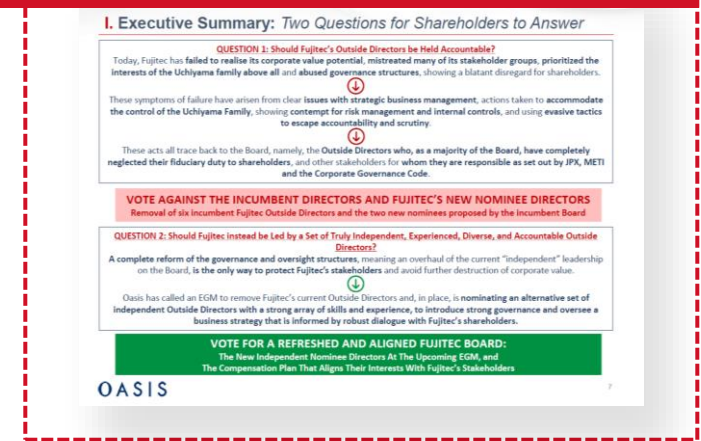 I. Executive Summary: Two Questions for Shareholders to Answer
QUESTION 1: Should Fujitec's Outside Directors be Held Accountable?
Today, Fujitec has failed to realise its corporate value potential, mistreated many of its stakeholder groups, prioritized the
interests of the Uchiyama family above all and abused governance structures, showing a blatant disregard for shareholders.
These symptoms of failure have arisen from clear issues with strategic business management, actions taken to accommodate
the control of the Uchiyama Family, showing contempt for risk management and internal controls, and using evasive tactics
to escape accountability and scrutiny.
These acts all trace back to the Board, namely, the Outside Directors who, as a majority of the Board, have completely
neglected their fiduciary duty to shareholders, and other stakeholders for whom they are responsible as set out by JPX, METI
and the Corporate Governance Code.
VOTE AGAINST THE INCUMBENT DIRECTORS AND FUJITEC'S NEW NOMINEE DIRECTORS
Removal of six incumbent Fujitec Outside Directors and the two new nominees proposed by the incumbent Board
QUESTION 2: Should Fujitec instead be Led by a Set of Truly Independent, Experienced, Diverse, and Accountable Outside
Directors?
A complete reform of the governance and oversight structures, meaning an overhaul of the current "independent" leadership
on the Board, is the only way to protect Fujitec's stakeholders and avoid further destruction of corporate value.
Oasis has called an EGM to remove Fujitec's current Outside Directors and, in place, is nominating an alternative set of
independent Outside Directors with a strong array of skills and experience, to introduce strong governance and oversee a
business strategy that is informed by robust dialogue with Fujitec's shareholders.
VOTE FOR A REFRESHED AND ALIGNED FUJITEC BOARD:
The New Independent Nominee Directors At The Upcoming EGM, and
The Compensation Plan That Aligns Their Interests With Fujitec's Stakeholders
OASIS
7